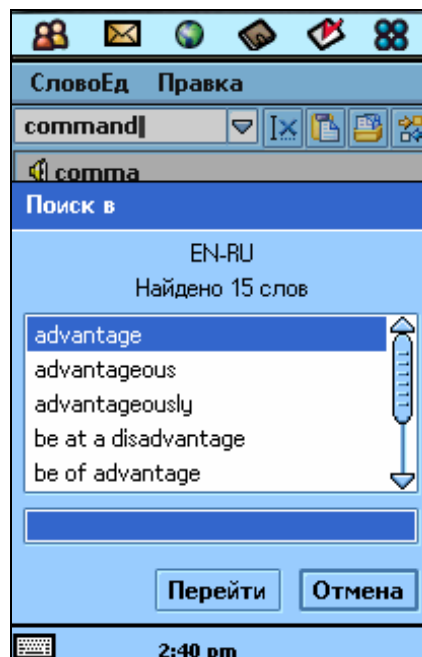 СловоЕд Правка
command
comma
Поиск в
EN-RU
Найдено 15 слов
advantage
advantageous
advantageously
be at a disadvantage
be of advantage
Перейти Отмена
2:40 pm